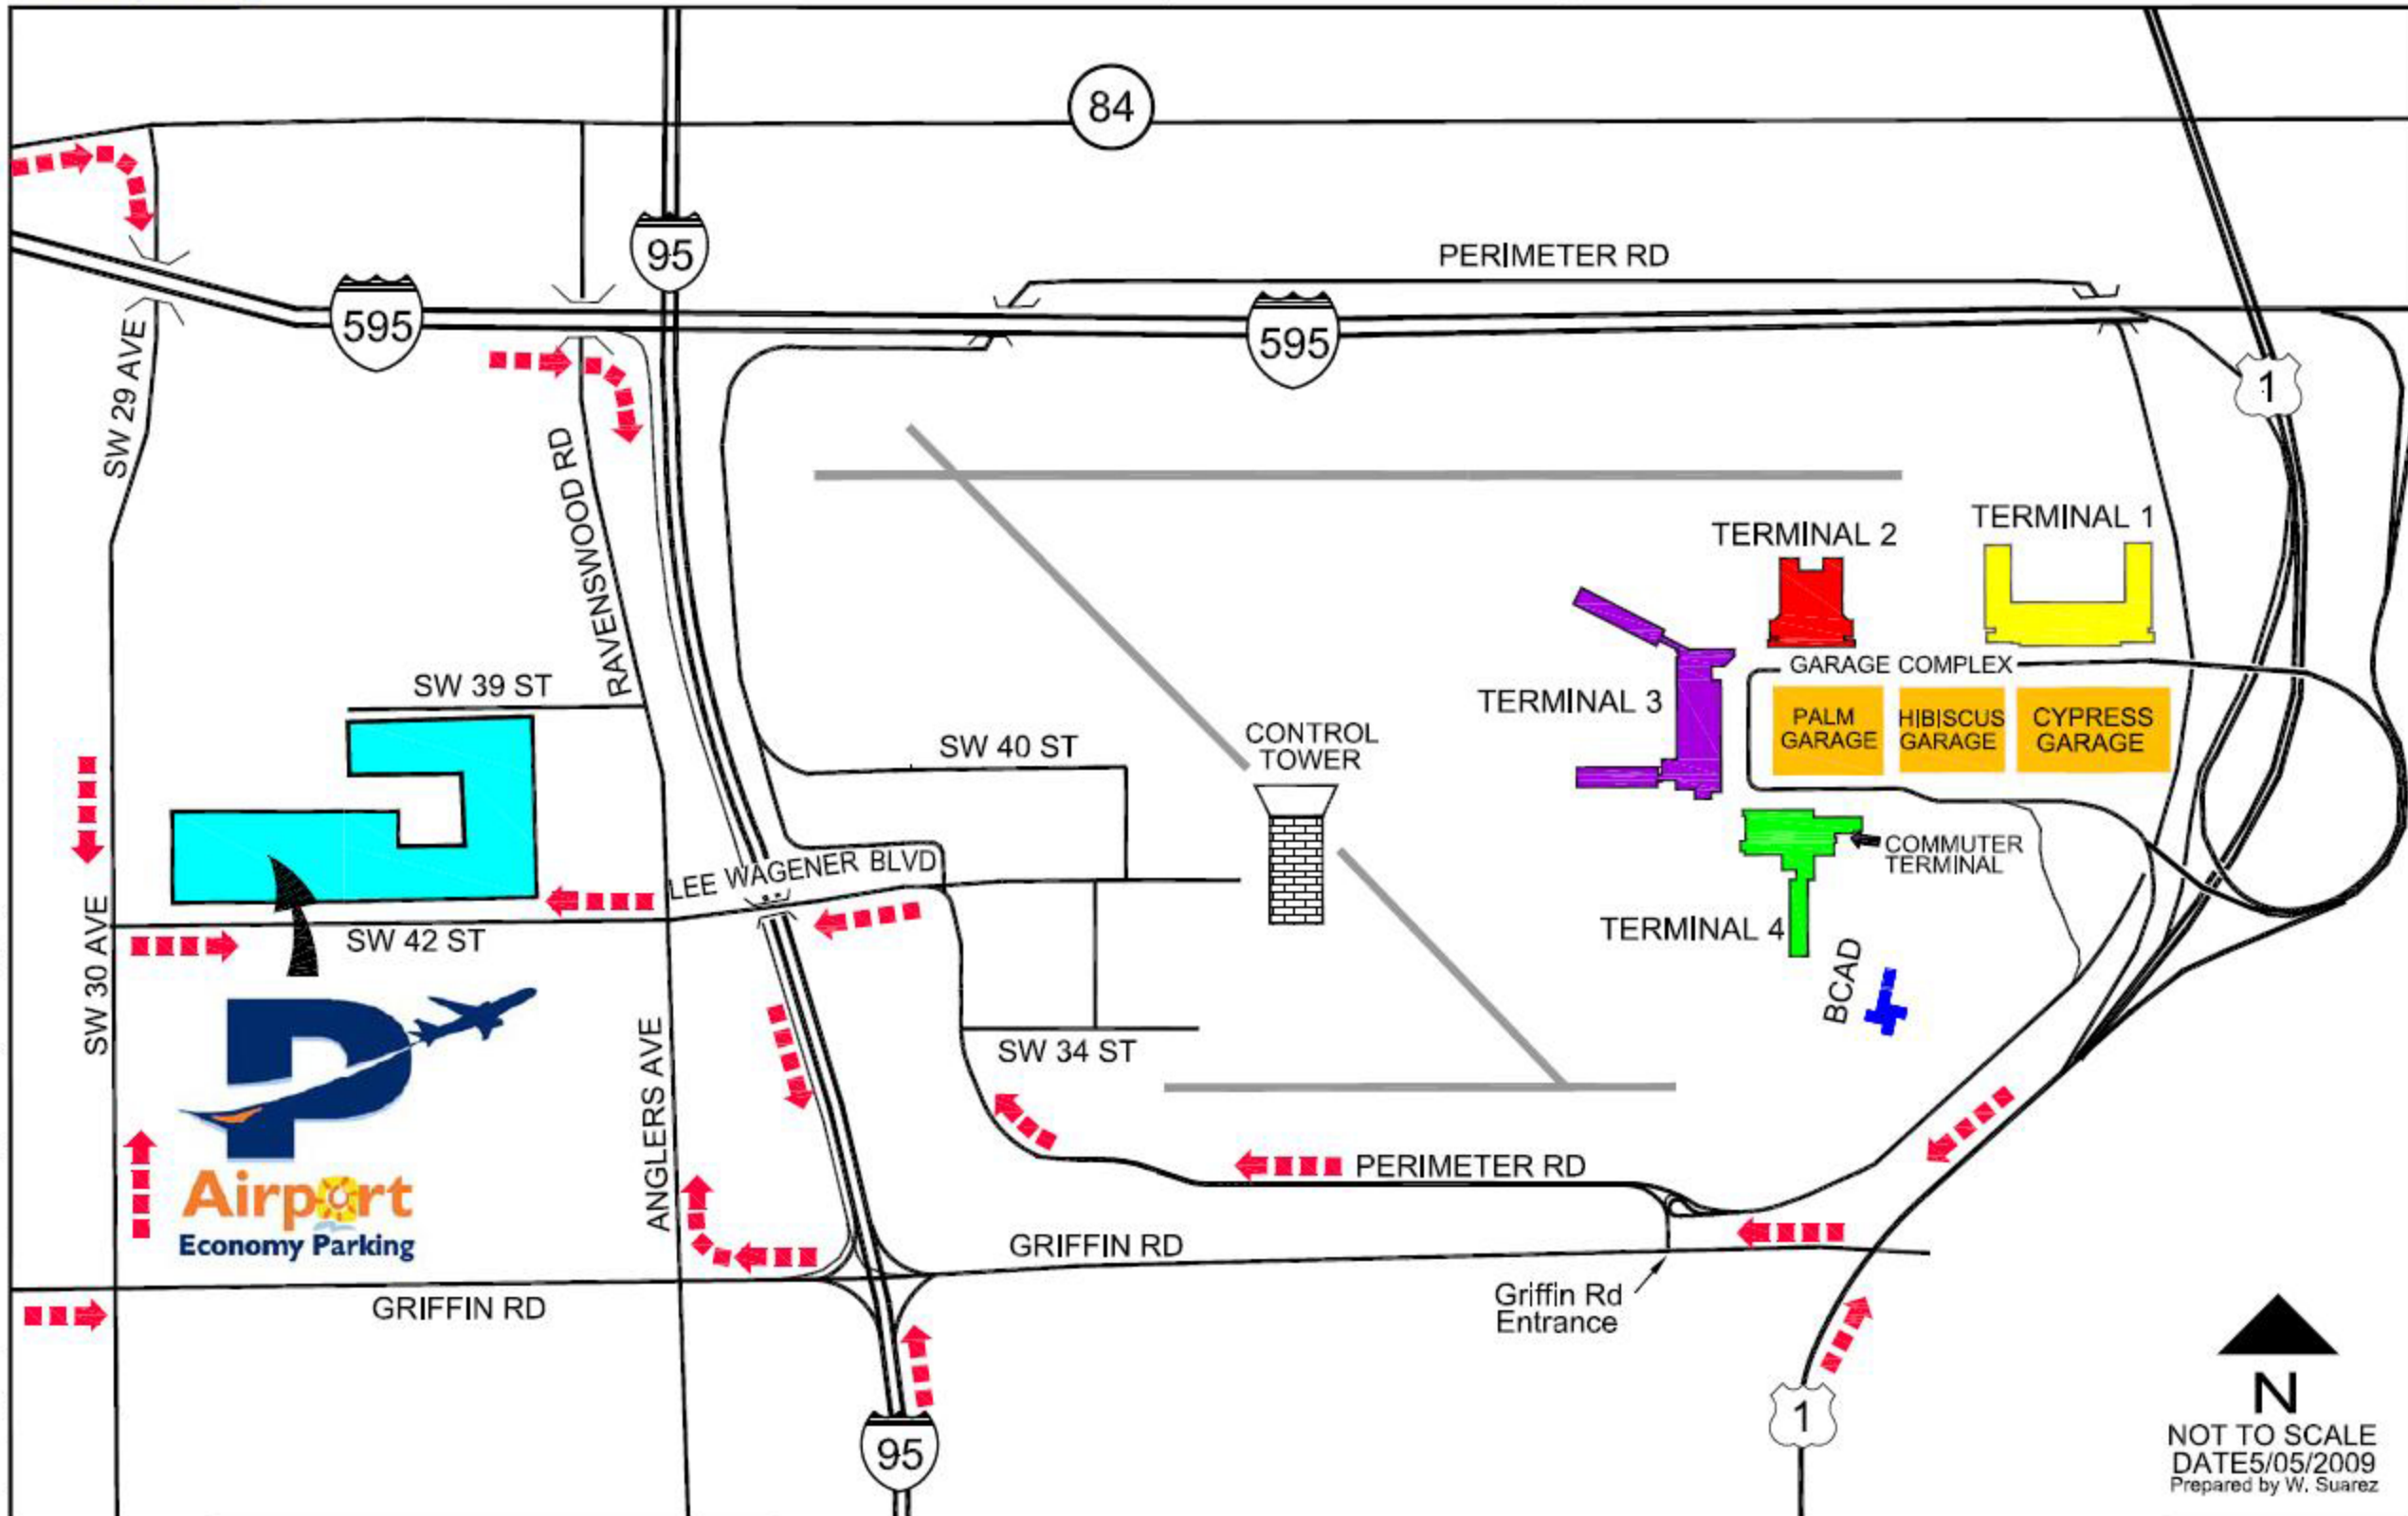 84
95
PERIMETER RD
595
595
1
SW 29 AVE
RAVENSWOOD RD
TERMINAL 2
TERMINAL 1
GARAGE COMPLEX
SW 39 ST
TERMINAL 3
PALM
GARAGE
HIBISCUS
GARAGE
CYPRESS
GARAGE
SW 40 ST
CONTROL
TOWER
LEE WAGENER BLVD
COMMUTER
TERMINAL
TERMINAL 4
SW 30 AVE
SW 42 ST
BCAD
P
SW 34 ST
ANGLERS AVE
Airport
Economy Parking
PERIMETER RD
GRIFFIN RD
GRIFFIN RD
Griffin Rd
Entrance
95
1
N
NOT TO SCALE
DATE5/05/2009
Prepared by W. Suarez